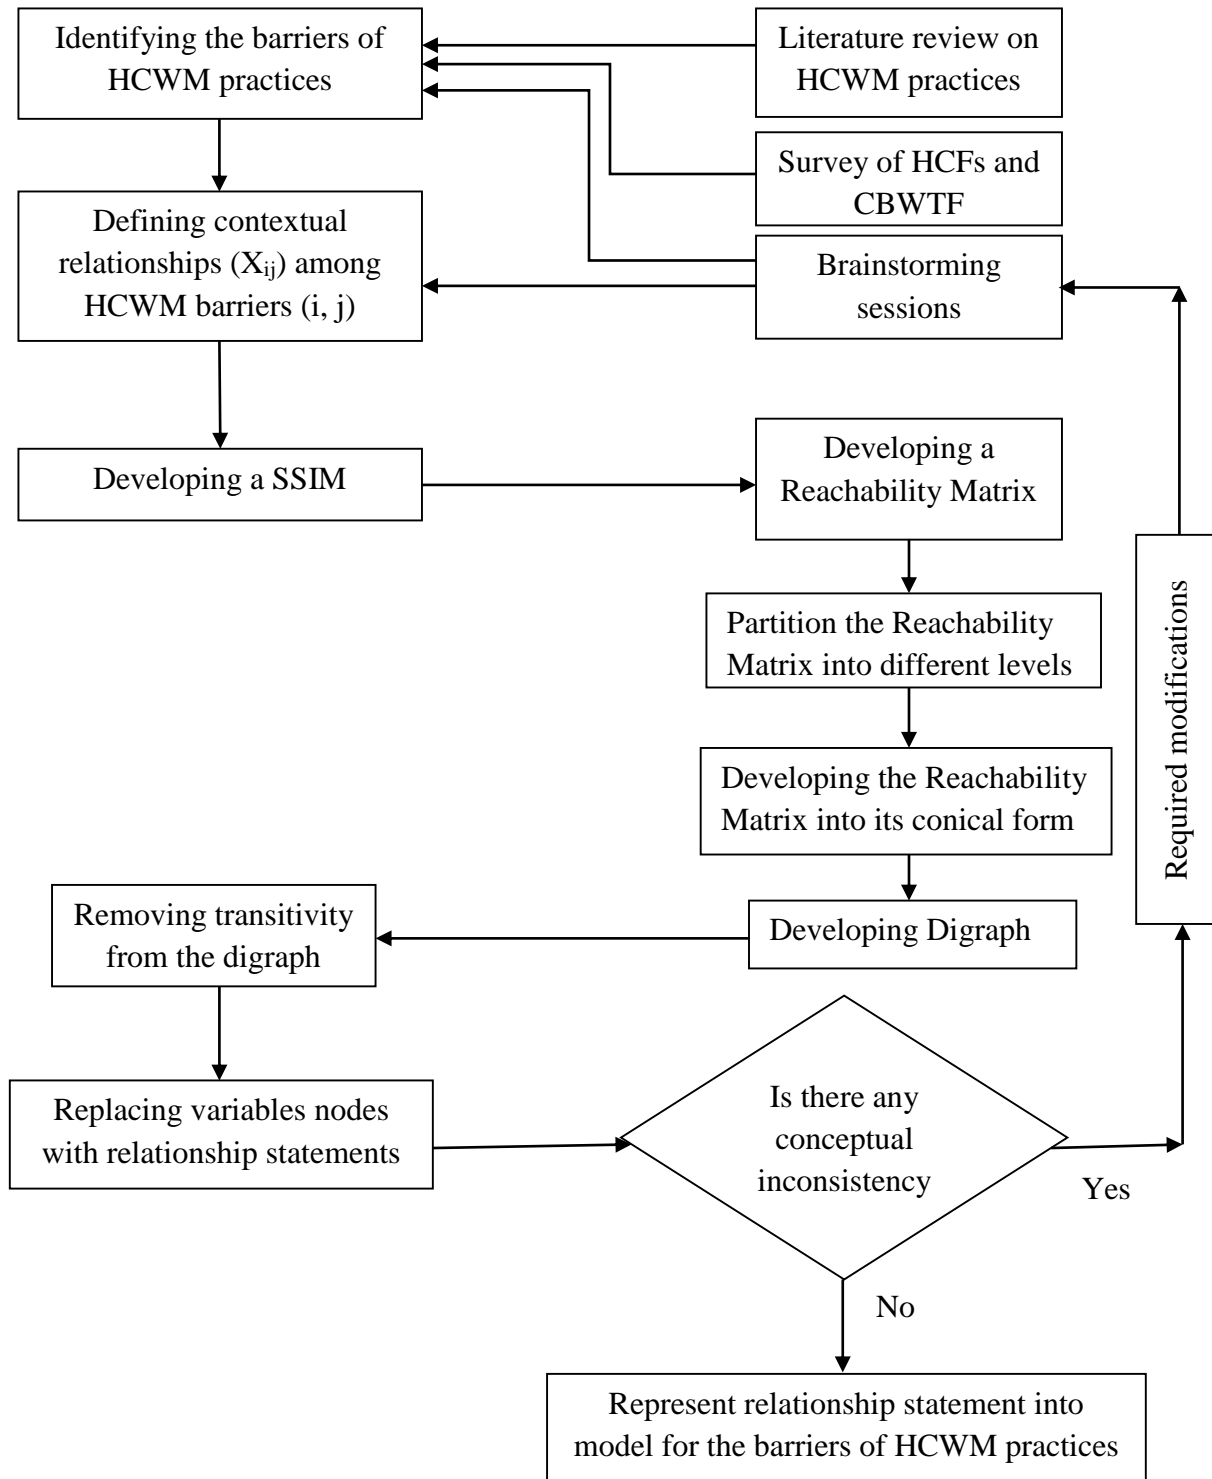 Identifying the barriers of
HCWM practices
Literature review on
HCWM practices
Survey of HCFs and
CBWTF
Defining contextual
relationships (Xᵢⱼ) among
HCWM barriers (i, j)
Brainstorming
sessions
Developing a SSIM
Developing a
Reachability Matrix
Partition the Reachability
Matrix into different levels
Required modifications
Developing the Reachability
Matrix into its conical form
Developing Digraph
Removing transitivity
from the digraph
Replacing variables nodes
with relationship statements
Is there any
conceptual
inconsistency
Yes
No
Represent relationship statement into
model for the barriers of HCWM practices